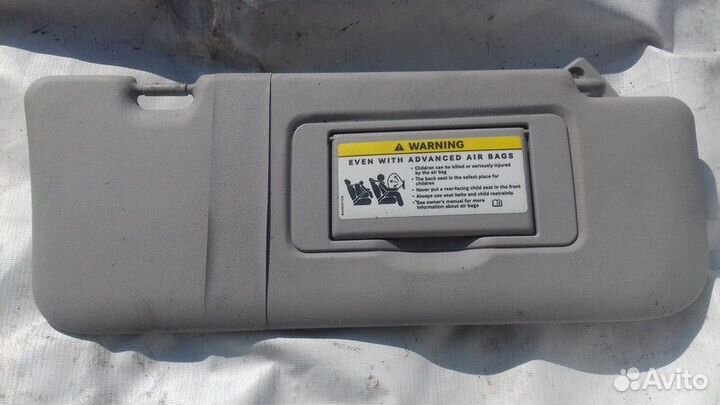 ⚠ WARNING
EVEN WITH ADVANCED AIR BAGS
• Children can be killed or seriously injured
by the air bag
• The back seat is the safest place for
children
• Never put a rear-facing child seat in the front
• Always use seat belts and child restraints
• See owner's manual for more
information about air bags
Avito